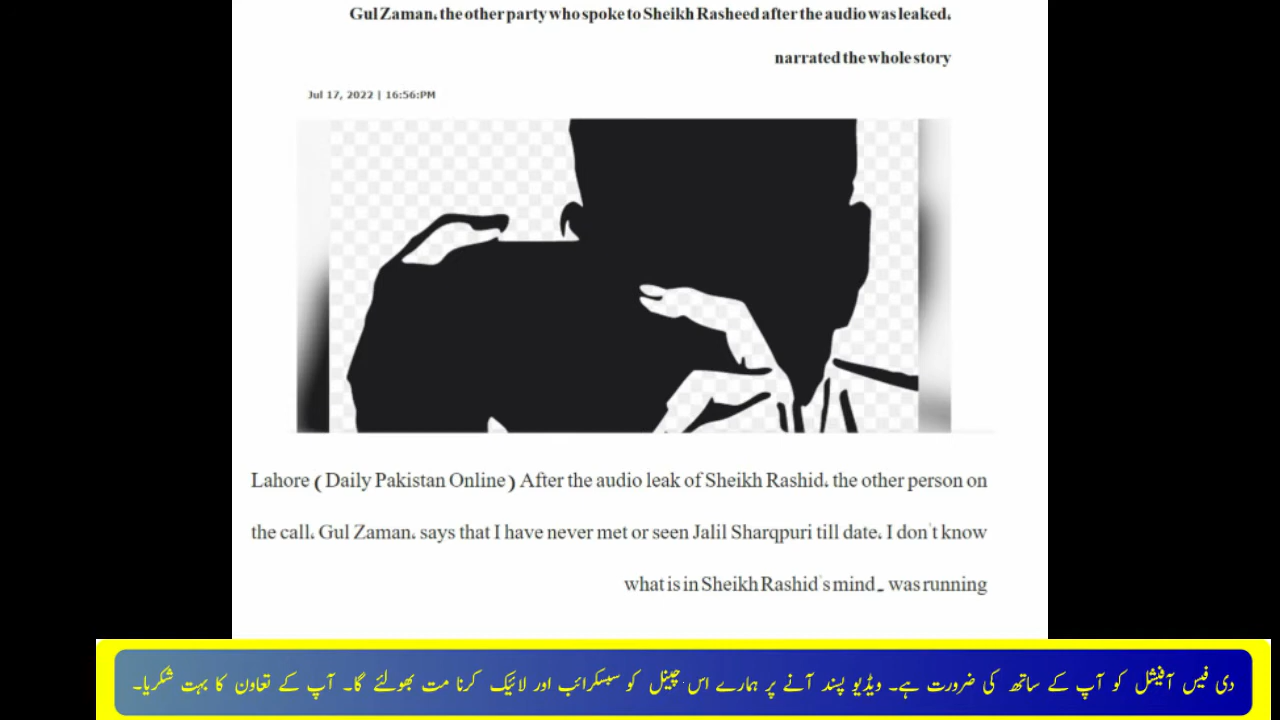 Gul Zaman، the other party who spoke to Sheikh Rasheed after the audio was leaked،
narrated the whole story
Jul 17, 2022 | 16:56:PM
Lahore (Daily Pakistan Online) After the audio leak of Sheikh Rashid، the other person on
the call، Gul Zaman، says that I have never met or seen Jalil Sharqpuri till date، I don't know
what is in Sheikh Rashid's mind۔ was running
دی فیس آفیشل کو آپ کے ساتھ کی ضرورت ہے۔ ویڈیو پسند آنے پر ہمارے اس چینل کو سبسکرائب اور لائیک کرنا مت بھولئے گا۔ آپ کے تعاون کا بہت شکریا۔